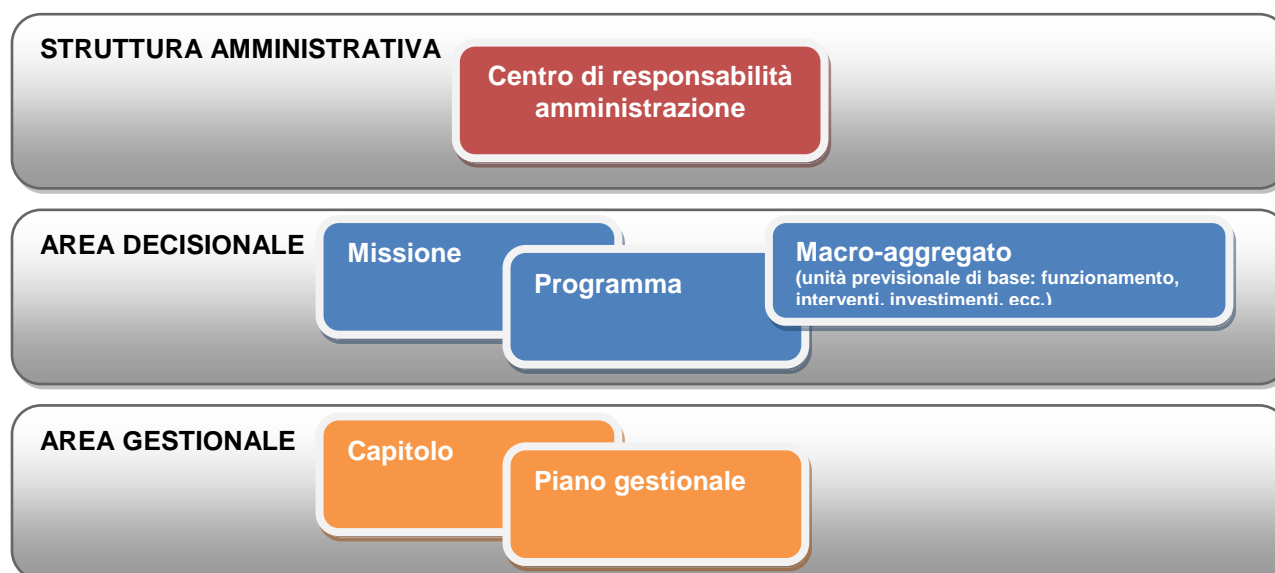 STRUTTURA AMMINISTRATIVA
Centro di responsabilità
amministrazione
AREA DECISIONALE
Missione
Programma
Macro-aggregato
(unità previsionale di base: funzionamento,
interventi, investimenti, ecc.)
AREA GESTIONALE
Capitolo
Piano gestionale